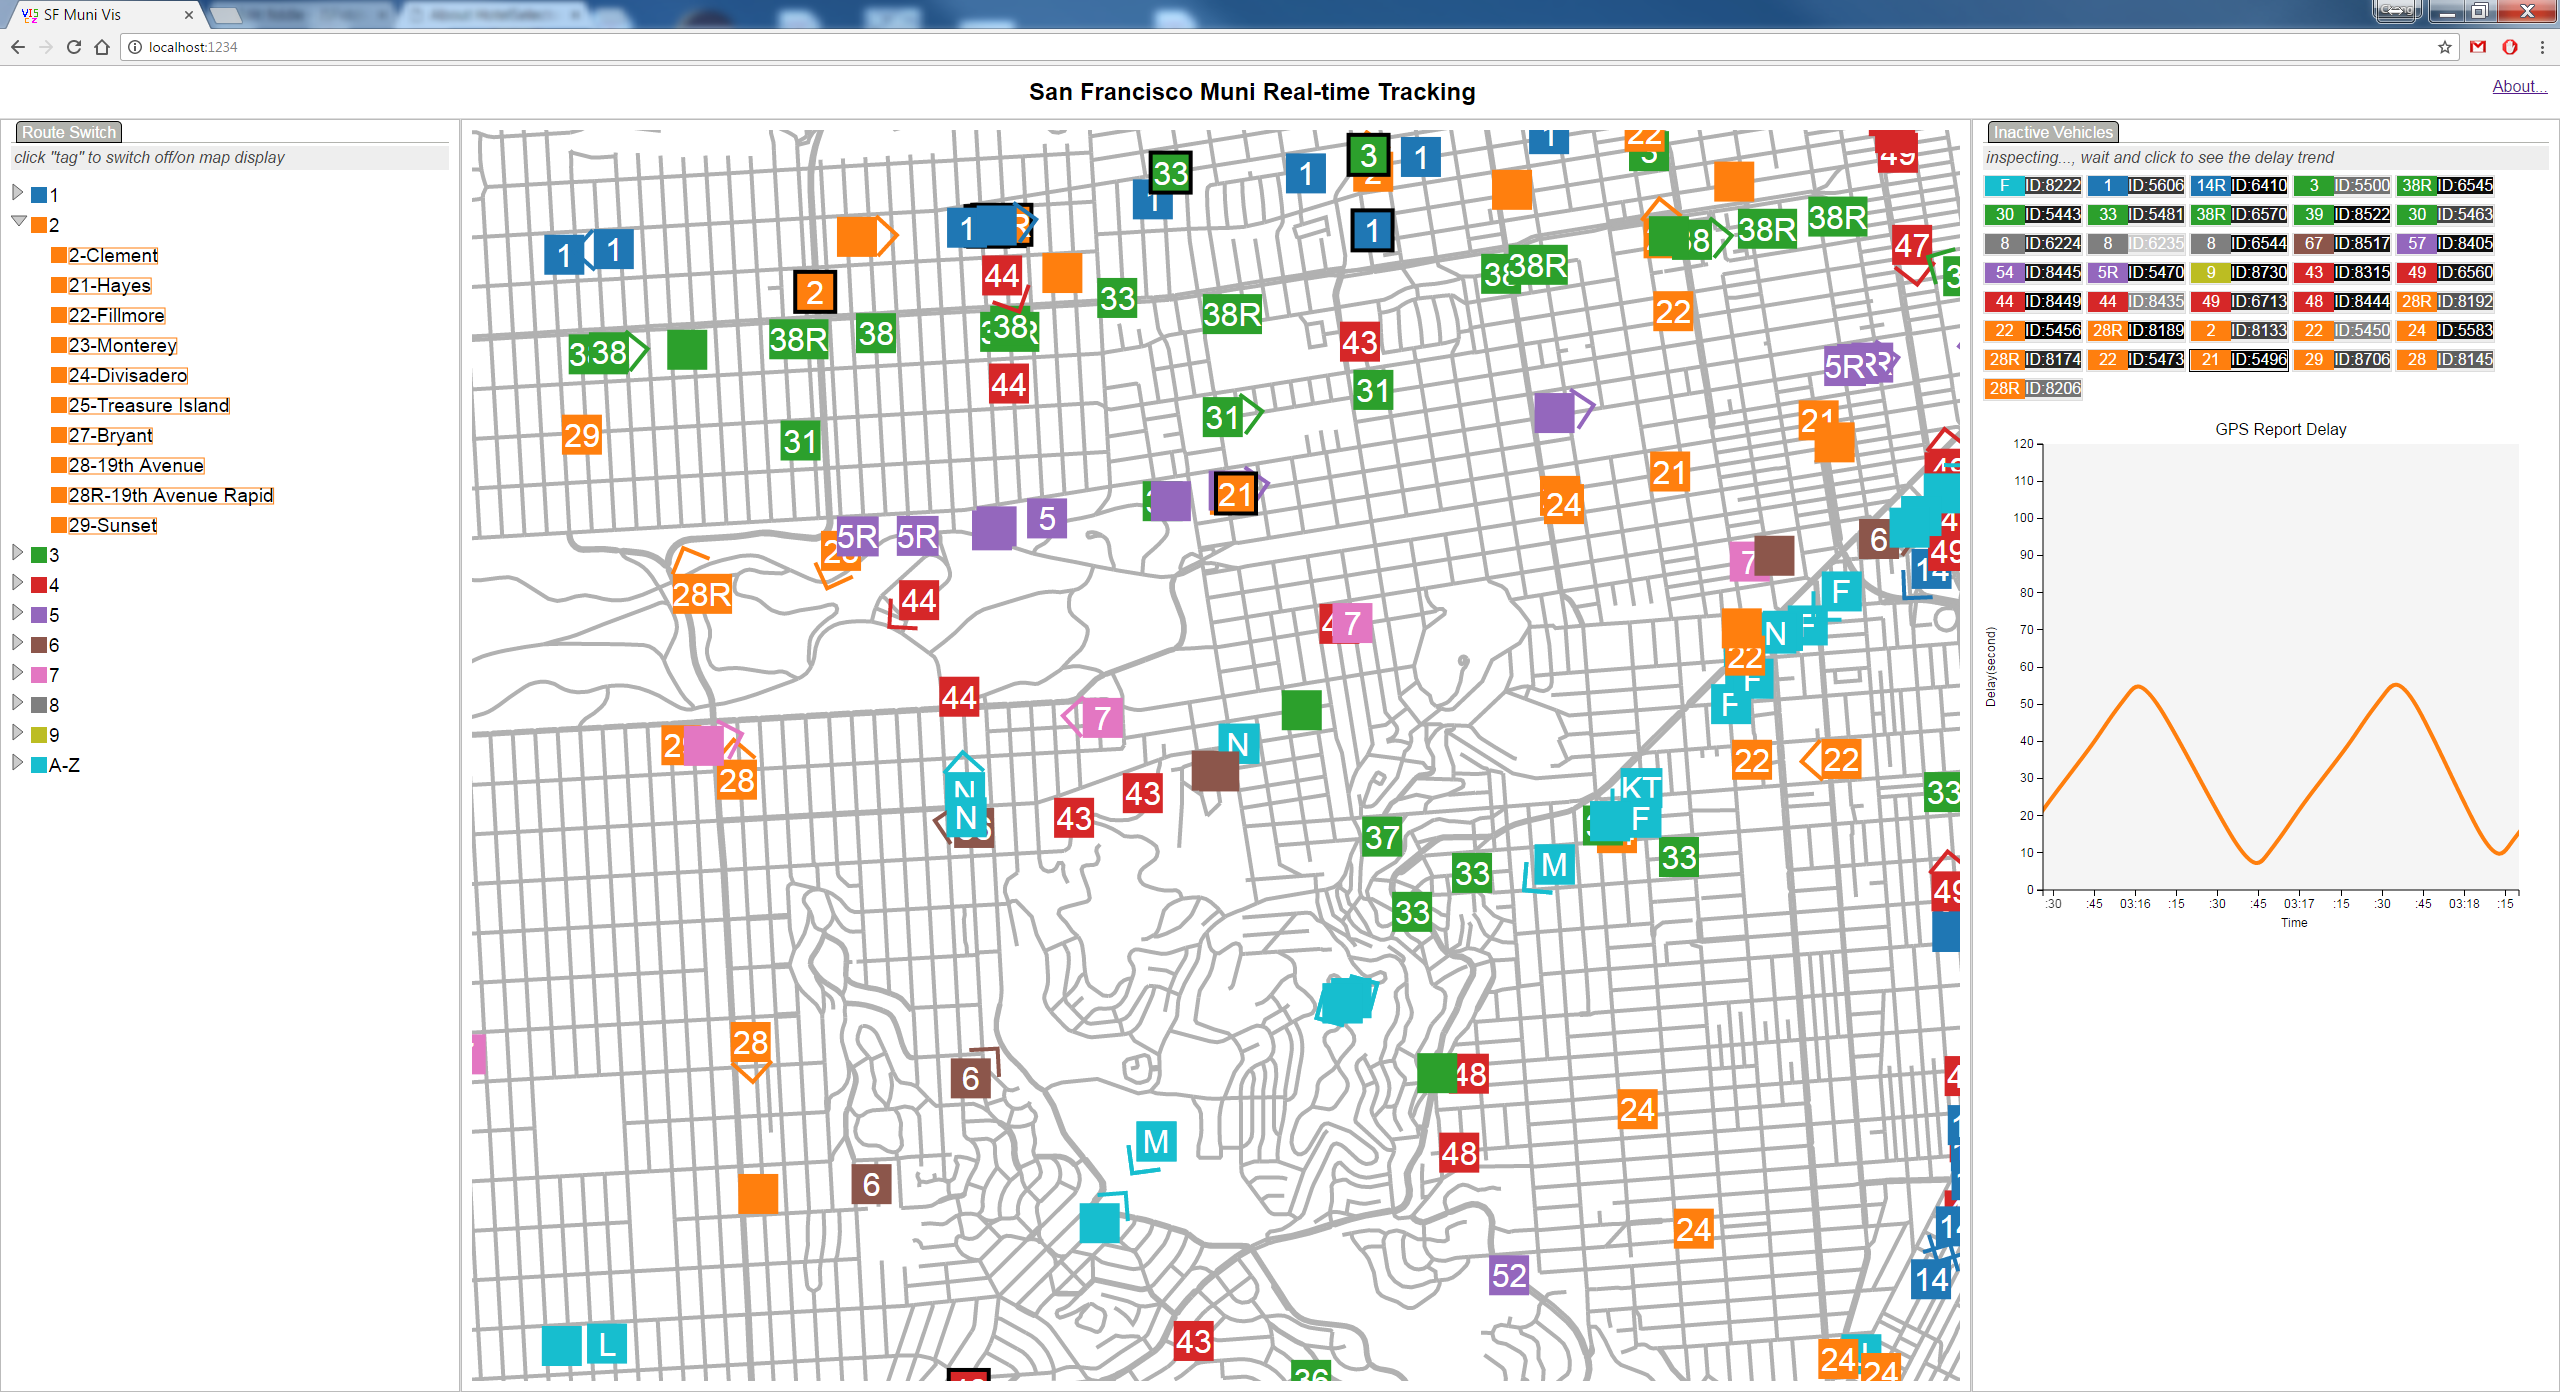 SF Muni Vis
localhost:1234
San Francisco Muni Real-time Tracking
About...
Route Switch
click "tag" to switch off/on map display
1
2
2-Clement
21-Hayes
22-Fillmore
23-Monterey
24-Divisadero
25-Treasure Island
27-Bryant
28-19th Avenue
28R-19th Avenue Rapid
29-Sunset
3
4
5
6
7
8
9
A-Z
1
22
49
33
1
1
3
1
1
1
1
1
2
44
33
38R
38R
38R
38R
47
22
38
38R
38
38R
43
44
31
31
31
5R
29
21
21
21
24
5R
5R
5
28R
44
7
7
6
49
14
F
N
22
F
F
44
7
N
22
22
28
N
N
43
43
KT
F
33
37
33
33
33
M
49
28
6
48
24
M
48
6
24
14
52
L
43
36
24
24
Inactive Vehicles
inspecting..., wait and click to see the delay trend
F ID:8222 1 ID:5606 14R ID:6410 3 ID:5500 38R ID:6545
30 ID:5443 33 ID:5481 38R ID:6570 39 ID:8522 30 ID:5463
8 ID:6224 8 ID:6235 8 ID:6544 67 ID:8517 57 ID:8405
54 ID:8445 5R ID:5470 9 ID:8730 43 ID:8315 49 ID:6560
44 ID:8449 44 ID:8435 49 ID:6713 48 ID:8444 28R ID:8192
22 ID:5456 28R ID:8189 2 ID:8133 22 ID:5450 24 ID:5583
28R ID:8174 22 ID:5473 21 ID:5496 29 ID:8706 28 ID:8145
28R ID:8206
GPS Report Delay
120
110
100
90
80
70
60
50
40
30
20
10
0
Delay(second)
:30 :45 03:16 :15 :30 :45 03:17 :15 :30 :45 03:18 :15
Time